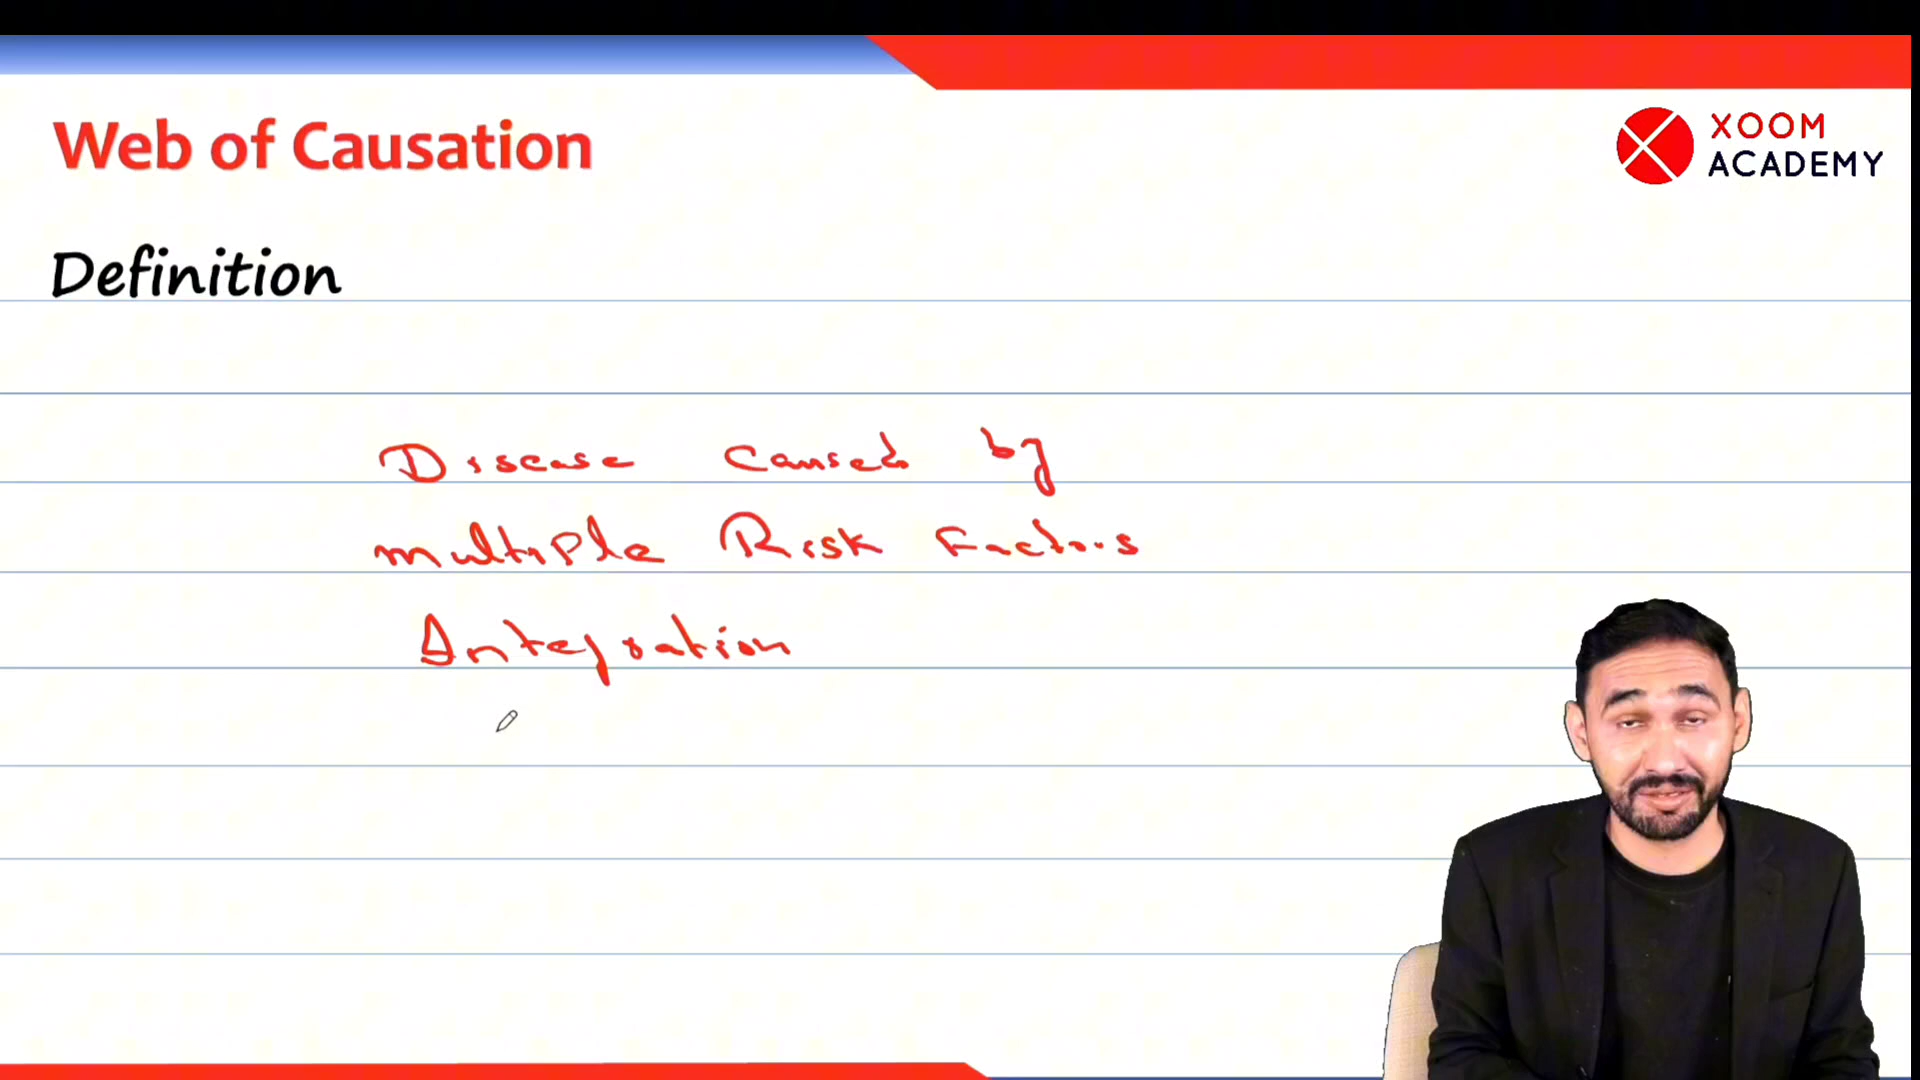 Web of Causation
XOOM
ACADEMY
Definition
Disease caused by
multiple Risk Factors
Integration